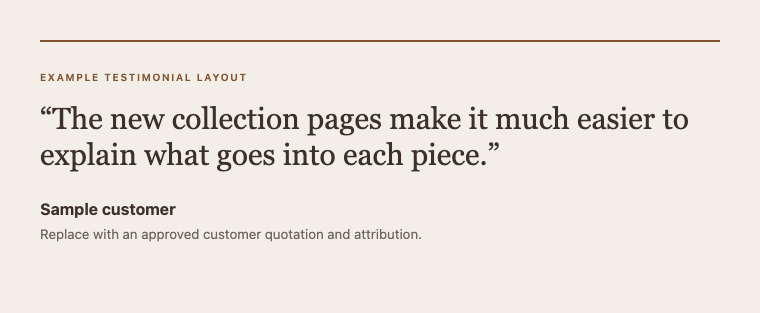 EXAMPLE TESTIMONIAL LAYOUT
“The new collection pages make it much easier to
explain what goes into each piece.”
Sample customer
Replace with an approved customer quotation and attribution.